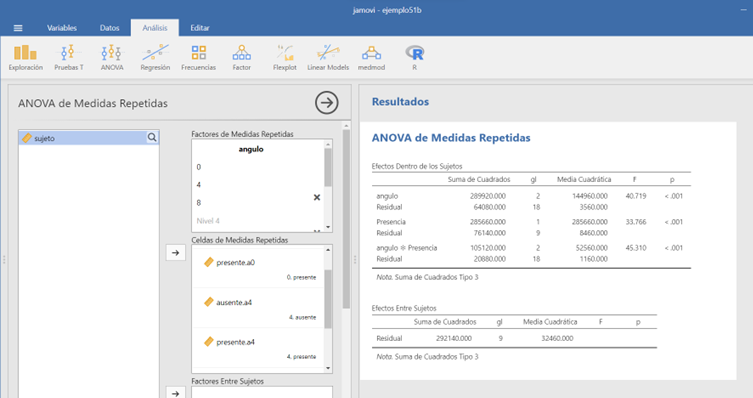 jamovi - ejemplo51b
Variables Datos Análisis Editar
Exploración Pruebas T ANOVA Regresión Frecuencias Factor Flexplot Linear Models medmod R
ANOVA de Medidas Repetidas
sujeto
Factores de Medidas Repetidas
angulo
0
4
8
Nivel 4
Celdas de Medidas Repetidas
presente.a0
0, presente
ausente.a4
4, ausente
presente.a4
4, presente
Factores Entre Sujetos
Resultados
ANOVA de Medidas Repetidas
Efectos Dentro de los Sujetos
Suma de Cuadrados gl Media Cuadrática F p
angulo 289920.000 2 144960.000 40.719 < .001
Residual 64080.000 18 3560.000
Presencia 285660.000 1 285660.000 33.766 < .001
Residual 76140.000 9 8460.000
angulo ✻ Presencia 105120.000 2 52560.000 45.310 < .001
Residual 20880.000 18 1160.000
Nota. Suma de Cuadrados Tipo 3
Efectos Entre Sujetos
Suma de Cuadrados gl Media Cuadrática F p
Residual 292140.000 9 32460.000
Nota. Suma de Cuadrados Tipo 3